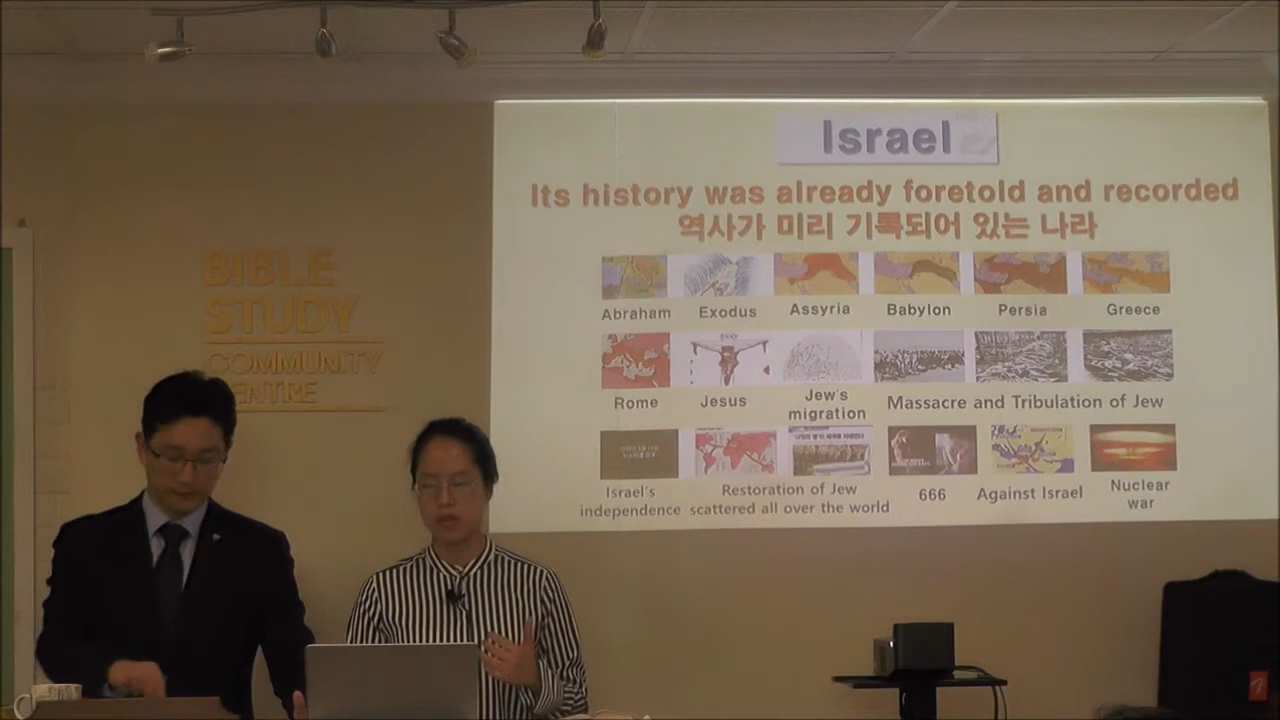 BIBLE
STUDY
COMMUNITY
CENTRE
Israel
Its history was already foretold and recorded
역사가 미리 기록되어 있는 나라
Abraham Exodus Assyria Babylon Persia Greece
Rome Jesus Jew's migration Massacre and Tribulation of Jew
Israel's independence Restoration of Jew scattered all over the world 666 Against Israel Nuclear war